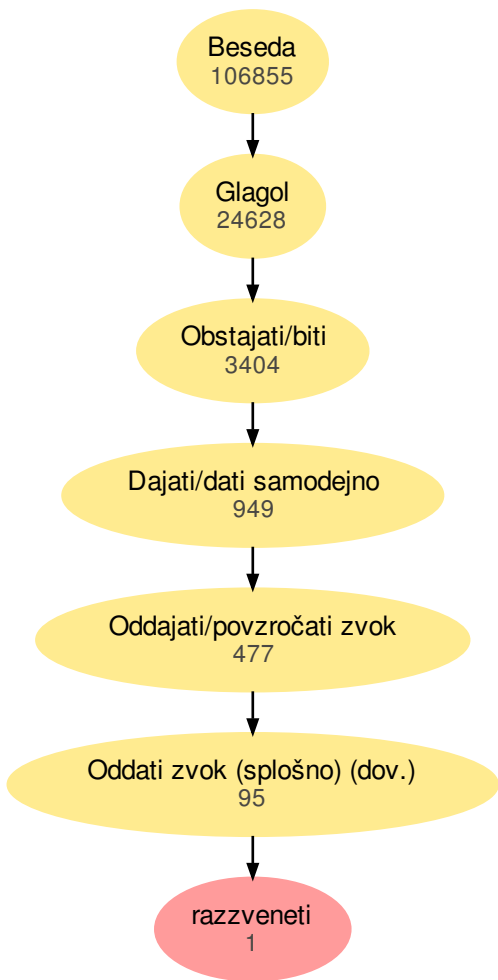 Beseda
106855
Glagol
24628
Obstajati/biti
3404
Dajati/dati samodejno
949
Oddajati/povzročati zvok
477
Oddati zvok (splošno) (dov.)
95
razzveneti
1